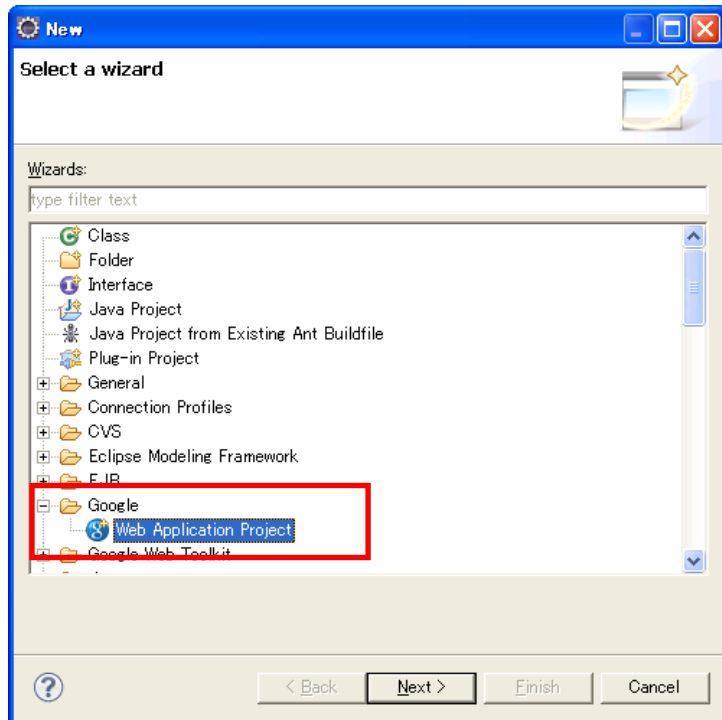 New
Select a wizard
Wizards:
type filter text
Class
Folder
Interface
Java Project
Java Project from Existing Ant Buildfile
Plug-in Project
General
Connection Profiles
CVS
Eclipse Modeling Framework
EJB
Google
Web Application Project
Google Web Toolkit
< Back
Next >
Finish
Cancel